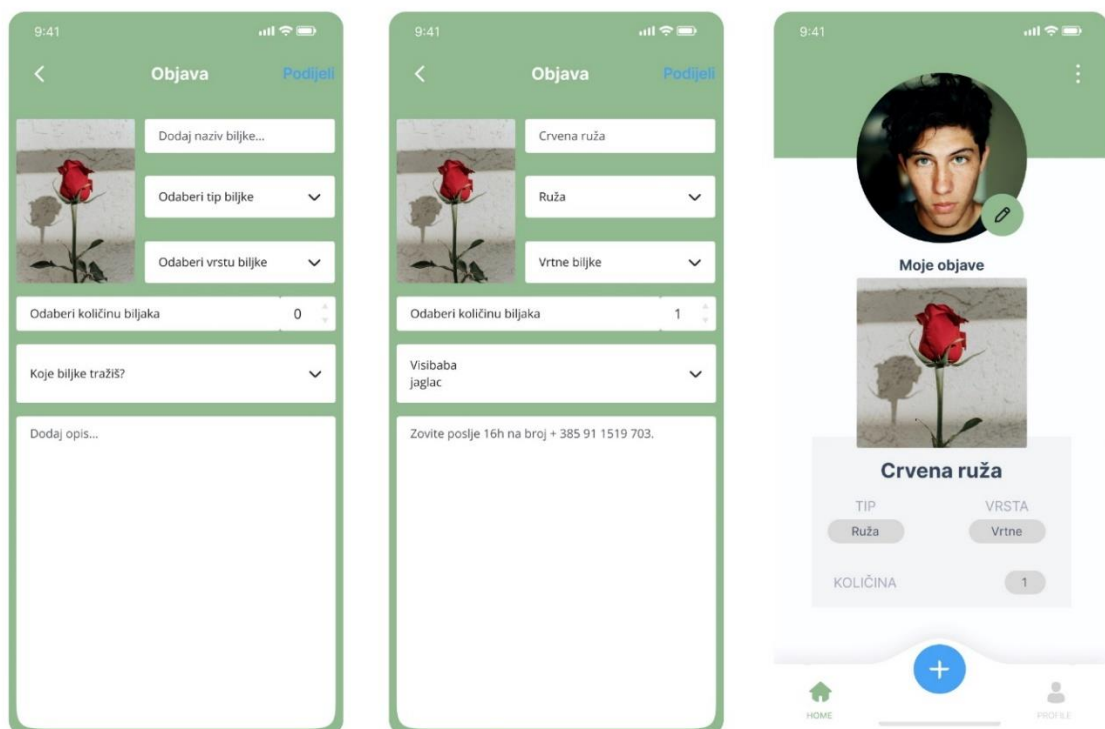 9:41
Objava
Podijeli
Dodaj naziv biljke...
Odaberi tip biljke
Odaberi vrstu biljke
Odaberi količinu biljaka
0
Koje biljke tražiš?
Dodaj opis...
9:41
Objava
Podijeli
Crvena ruža
Ruža
Vrtne biljke
Odaberi količinu biljaka
1
Visibaba
jaglac
Zovite poslje 16h na broj + 385 91 1519 703.
9:41
Moje objave
Crvena ruža
TIP
VRSTA
Ruža
Vrtne
KOLIČINA
1
+
HOME
PROFILE